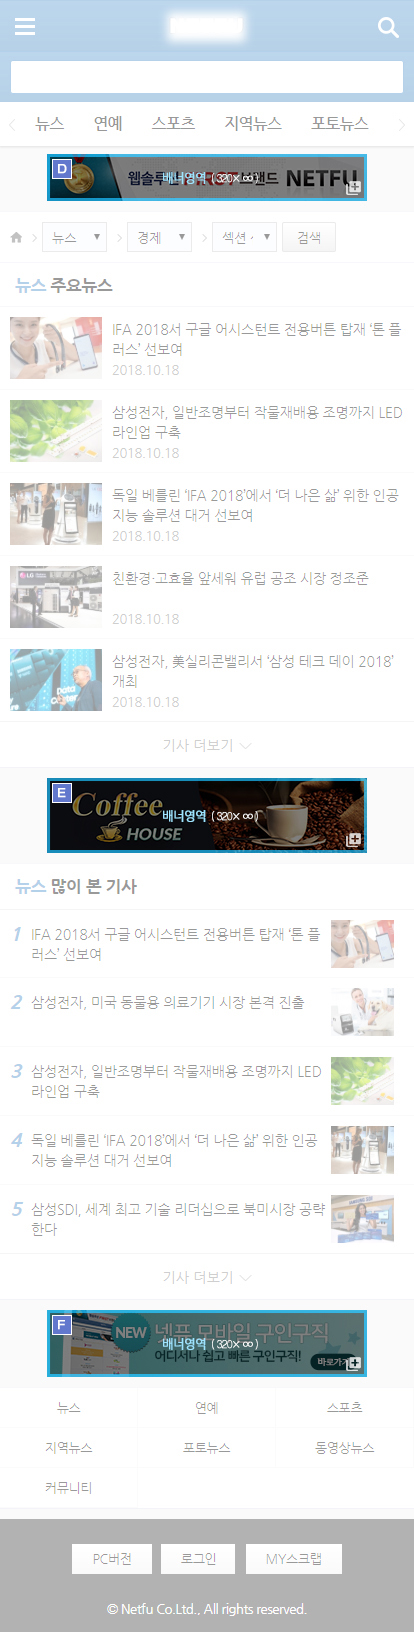 뉴스 연예 스포츠 지역뉴스 포토뉴스
D
웹솔루션
배너영역 (320×∞)
브랜드 NETFU
뉴스 경제 섹션 검색
뉴스 주요뉴스
IFA 2018서 구글 어시스턴트 전용버튼 탑재 ‘톤 플
러스’ 선보여
2018.10.18
삼성전자, 일반조명부터 작물재배용 조명까지 LED
라인업 구축
2018.10.18
독일 베를린 ‘IFA 2018’에서 ‘더 나은 삶’ 위한 인공
지능 솔루션 대거 선보여
2018.10.18
LG
친환경·고효율 앞세워 유럽 공조 시장 정조준
2018.10.18
Data
Center
삼성전자, 美실리콘밸리서 ‘삼성 테크 데이 2018’
개최
2018.10.18
기사 더보기
E
Coffee
HOUSE
배너영역 (320×∞)
뉴스 많이 본 기사
1 IFA 2018서 구글 어시스턴트 전용버튼 탑재 ‘톤 플
러스’ 선보여
2 삼성전자, 미국 동물용 의료기기 시장 본격 진출
3 삼성전자, 일반조명부터 작물재배용 조명까지 LED
라인업 구축
4 독일 베를린 ‘IFA 2018’에서 ‘더 나은 삶’ 위한 인공
지능 솔루션 대거 선보여
5 삼성SDI, 세계 최고 기술 리더십으로 북미시장 공략
한다
기사 더보기
F
NEW 넷푸 모바일 구인구직
배너영역 (320×∞)
어디서나 쉽고 빠른 구인구직!
바로가기
뉴스 연예 스포츠
지역뉴스 포토뉴스 동영상뉴스
커뮤니티
PC버전 로그인 MY스크랩
© Netfu Co.Ltd., All rights reserved.